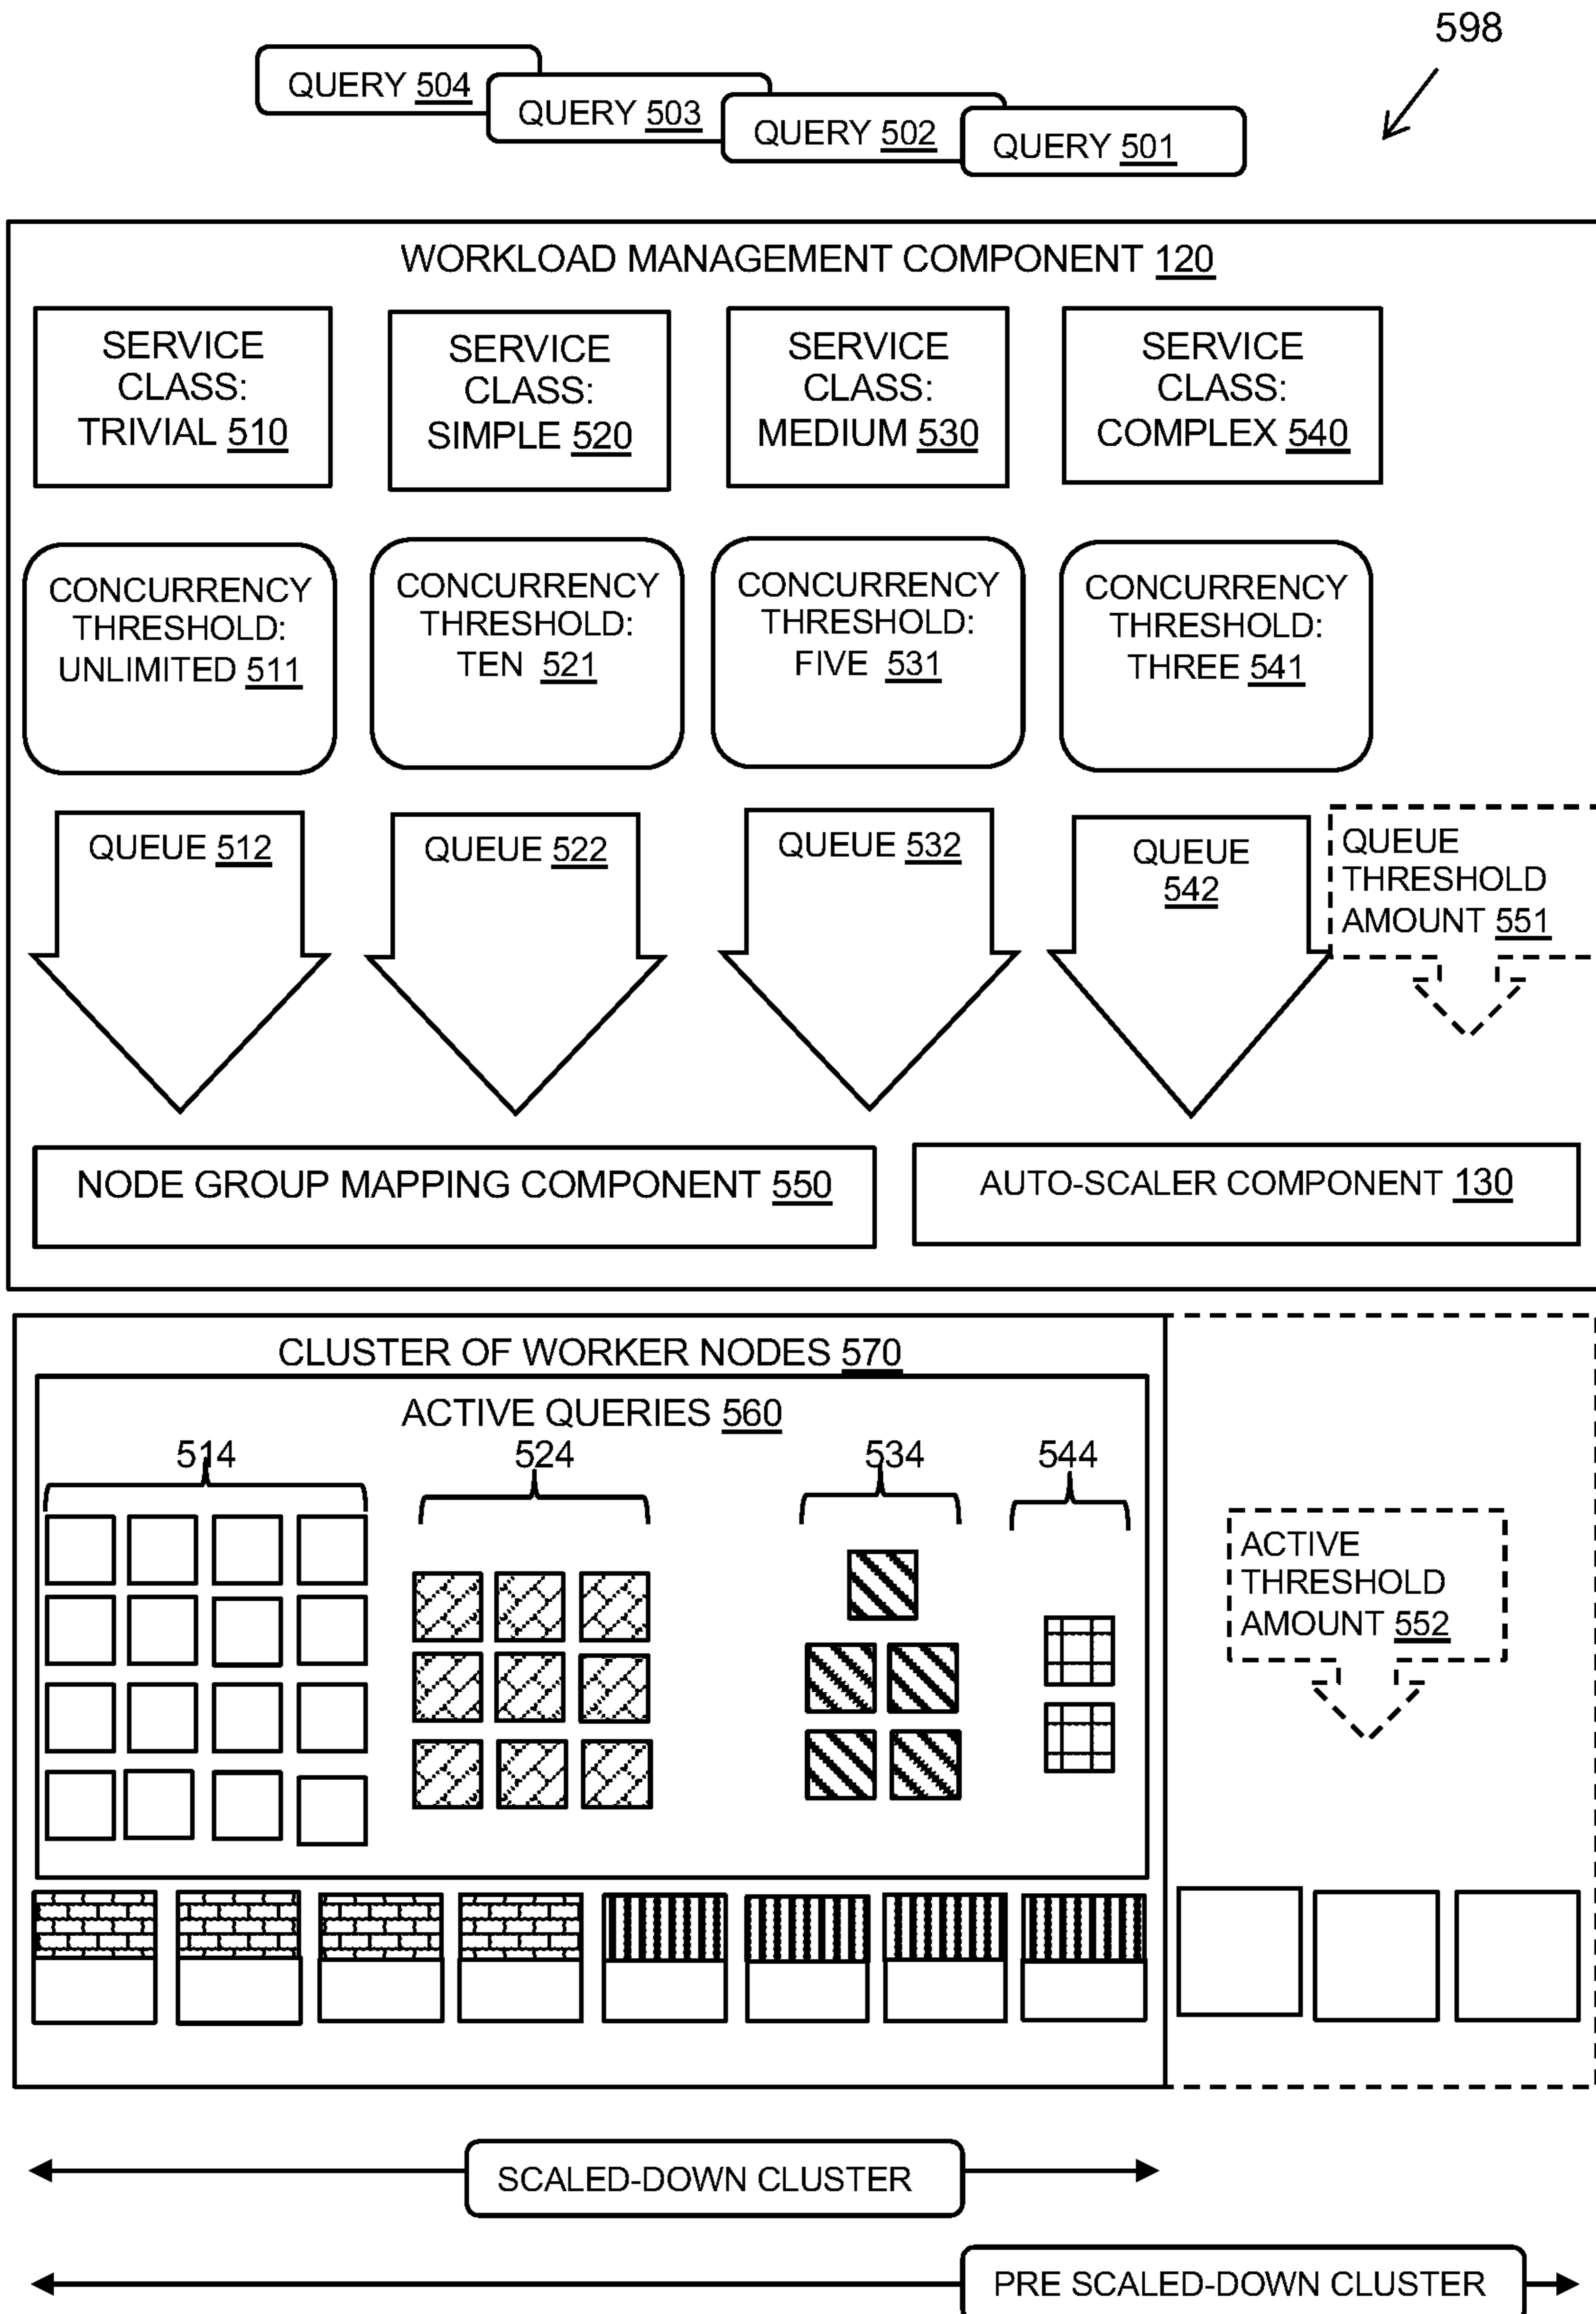 598
QUERY 504
QUERY 503
QUERY 502
QUERY 501
WORKLOAD MANAGEMENT COMPONENT 120
SERVICE
CLASS:
TRIVIAL 510
SERVICE
CLASS:
SIMPLE 520
SERVICE
CLASS:
MEDIUM 530
SERVICE
CLASS:
COMPLEX 540
CONCURRENCY
THRESHOLD:
UNLIMITED 511
CONCURRENCY
THRESHOLD:
TEN 521
CONCURRENCY
THRESHOLD:
FIVE 531
CONCURRENCY
THRESHOLD:
THREE 541
QUEUE 512
QUEUE 522
QUEUE 532
QUEUE
542
QUEUE
THRESHOLD
AMOUNT 551
NODE GROUP MAPPING COMPONENT 550
AUTO-SCALER COMPONENT 130
CLUSTER OF WORKER NODES 570
ACTIVE QUERIES 560
514
524
534
544
ACTIVE
THRESHOLD
AMOUNT 552
SCALED-DOWN CLUSTER
PRE SCALED-DOWN CLUSTER